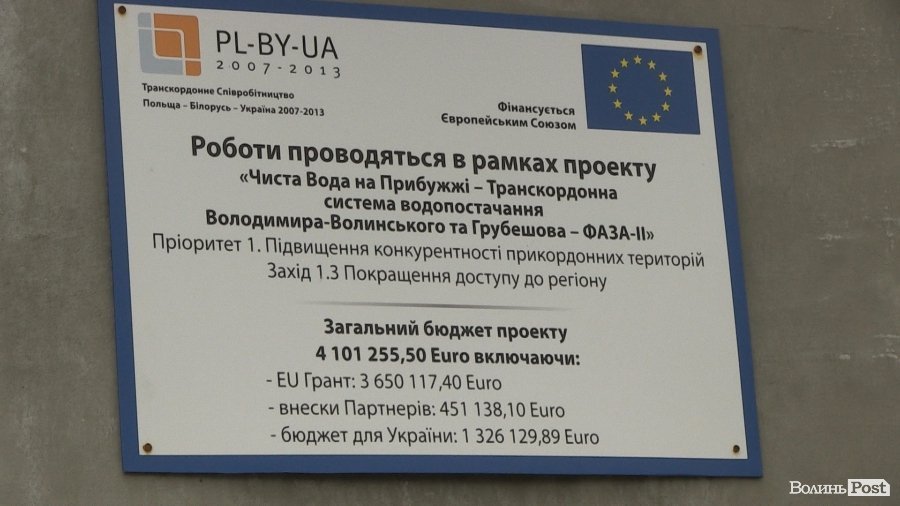 PL-BY-UA
2007-2013
Транскордонне Співробітництво
Польща – Білорусь – Україна 2007-2013
Фінансується
Європейським Союзом
Роботи проводяться в рамках проекту
«Чиста Вода на Прибужжі – Транскордонна
система водопостачання
Володимира-Волинського та Грубешова – ФАЗА-ІІ»
Пріоритет 1. Підвищення конкурентності прикордонних територій
Захід 1.3 Покращення доступу до регіону
Загальний бюджет проекту
4 101 255,50 Euro включаючи:
- EU Грант: 3 650 117,40 Euro
- внески Партнерів: 451 138,10 Euro
- бюджет для України: 1 326 129,89 Euro
ВолиньPost